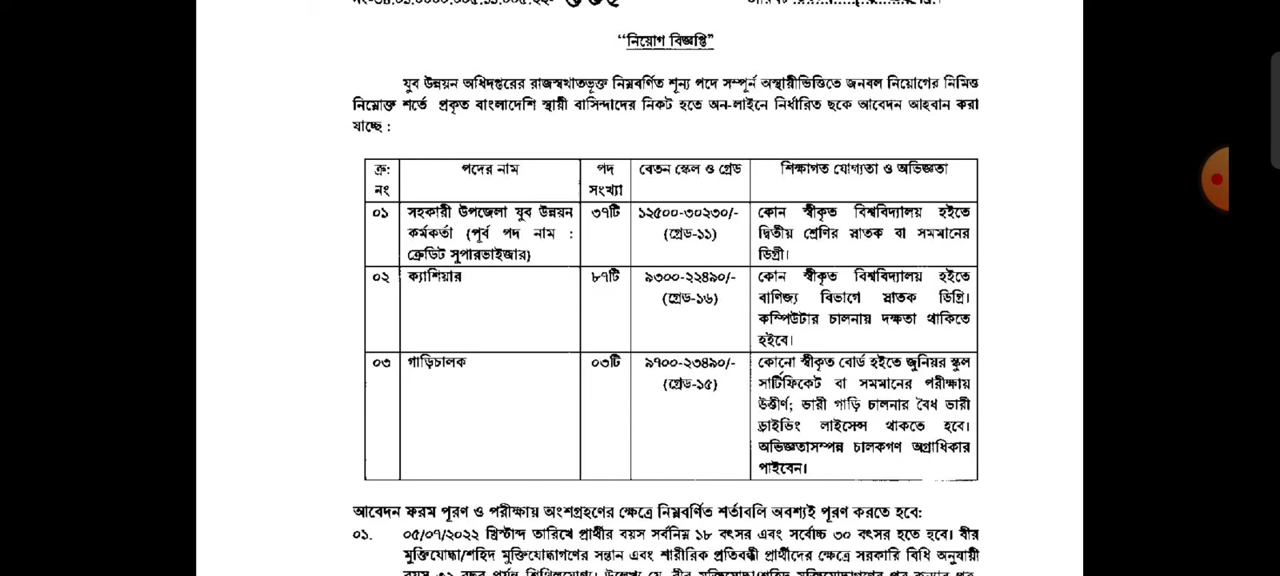 “নিয়োগ বিজ্ঞপ্তি”
যুব উন্নয়ন অধিদপ্তরের রাজস্বখাতভূক্ত নিম্নবর্ণিত শূন্য পদে সম্পূর্ন অস্থায়ীভিত্তিতে জনবল নিয়োগের নিমিত্ত
নিম্নোক্ত শর্তে প্রকৃত বাংলাদেশি স্থায়ী বাসিন্দাদের নিকট হতে অন-লাইনে নির্ধারিত ছকে আবেদন আহবান করা
যাচ্ছে :
ক্র: পদের নাম পদ বেতন স্কেল ও গ্রেড শিক্ষাগত যোগ্যতা ও অভিজ্ঞতা
নং সংখ্যা
০১ সহকারী উপজেলা যুব উন্নয়ন ৩৭টি ১২৫০০-৩০২৩০/- কোন স্বীকৃত বিশ্ববিদ্যালয় হইতে
কর্মকর্তা (পূর্ব পদ নাম : (গ্রেড-১১) দ্বিতীয় শ্রেণির স্নাতক বা সমমানের
ক্রেডিট সুপারভাইজার) ডিগ্রী।
০২ ক্যাশিয়ার ৮৭টি ৯৩০০-২২৪৯০/- কোন স্বীকৃত বিশ্ববিদ্যালয় হইতে
(গ্রেড-১৬) বাণিজ্য বিভাগে স্নাতক ডিগ্রি।
কম্পিউটার চালনায় দক্ষতা থাকিতে
হইবে।
০৩ গাড়িচালক ০৩টি ৯৭০০-২৩৪৯০/- কোনো স্বীকৃত বোর্ড হইতে জুনিয়র স্কুল
(গ্রেড-১৫) সার্টিফিকেট বা সমমানের পরীক্ষায়
উত্তীর্ণ; ভারী গাড়ি চালনার বৈধ ভারী
ড্রাইভিং লাইসেন্স থাকতে হবে।
অভিজ্ঞতাসম্পন্ন চালকগণ অগ্রাধিকার
পাইবেন।
আবেদন ফরম পূরণ ও পরীক্ষায় অংশগ্রহণের ক্ষেত্রে নিম্নবর্ণিত শর্তাবলি অবশ্যই পূরণ করতে হবে:
০১. ০৫/০৭/২০২২ খ্রিস্টাব্দ তারিখে প্রার্থীর বয়স সর্বনিম্ন ১৮ বৎসর এবং সর্বোচ্চ ৩০ বৎসর হতে হবে। বীর
মুক্তিযোদ্ধা/শহিদ মুক্তিযোদ্ধাগণের সন্তান এবং শারীরিক প্রতিবন্ধী প্রার্থীদের ক্ষেত্রে সরকারি বিধি অনুযায়ী